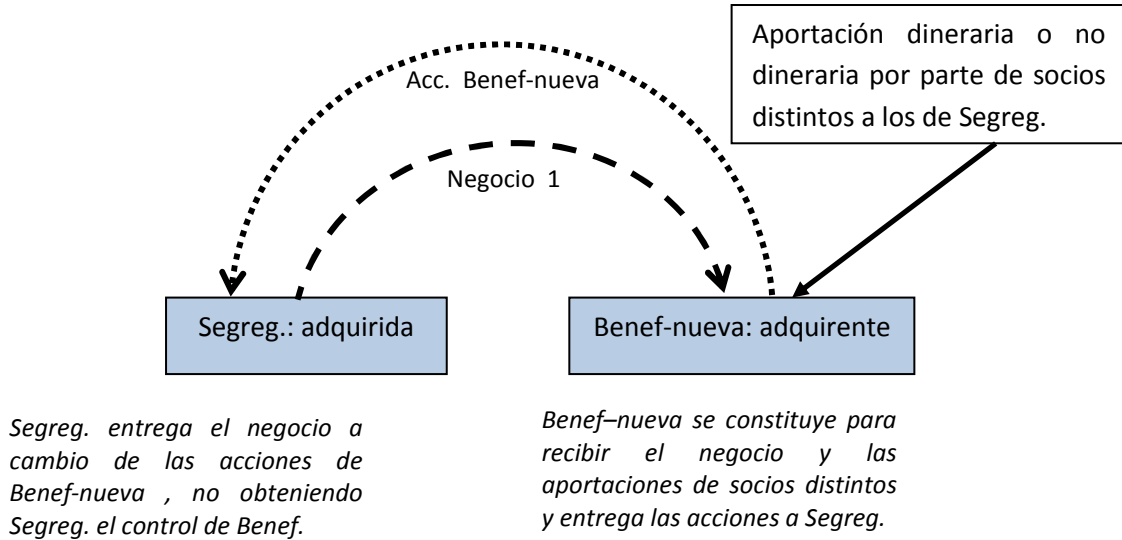 Aportación dineraria o no
dineraria por parte de socios
distintos a los de Segreg.
Acc. Benef-nueva
Negocio 1
Segreg.: adquirida
Benef-nueva: adquirente
Segreg. entrega el negocio a
cambio de las acciones de
Benef-nueva , no obteniendo
Segreg. el control de Benef.
Benef–nueva se constituye para
recibir el negocio y las
aportaciones de socios distintos
y entrega las acciones a Segreg.